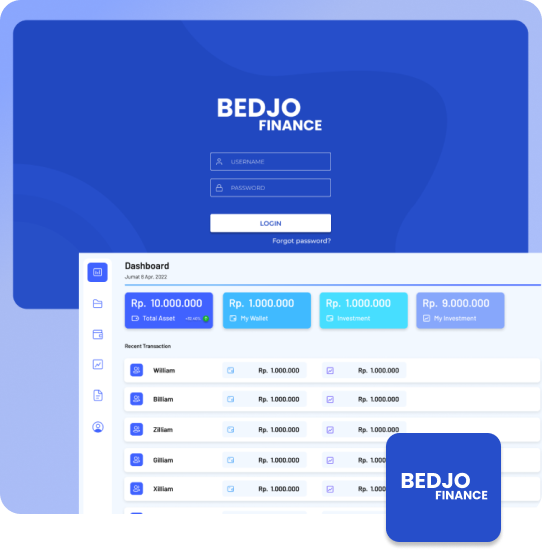 BEDJO
FINANCE
USERNAME
PASSWORD
LOGIN
Forgot password?
Dashboard
Jumat 8 Apr. 2022
Rp. 10.000.000
Total Asset
Rp. 1.000.000
My Wallet
Rp. 1.000.000
Investment
Rp. 9.000.000
My Investment
Recent Transaction
William Rp. 1.000.000 Rp. 1.000.000
Billiam Rp. 1.000.000 Rp. 1.000.000
Zilliam Rp. 1.000.000 Rp. 1.000.000
Gilliam Rp. 1.000.000 Rp. 1.000
Xilliam Rp. 1.000.000 Rp. 1.000
BEDJO
FINANCE